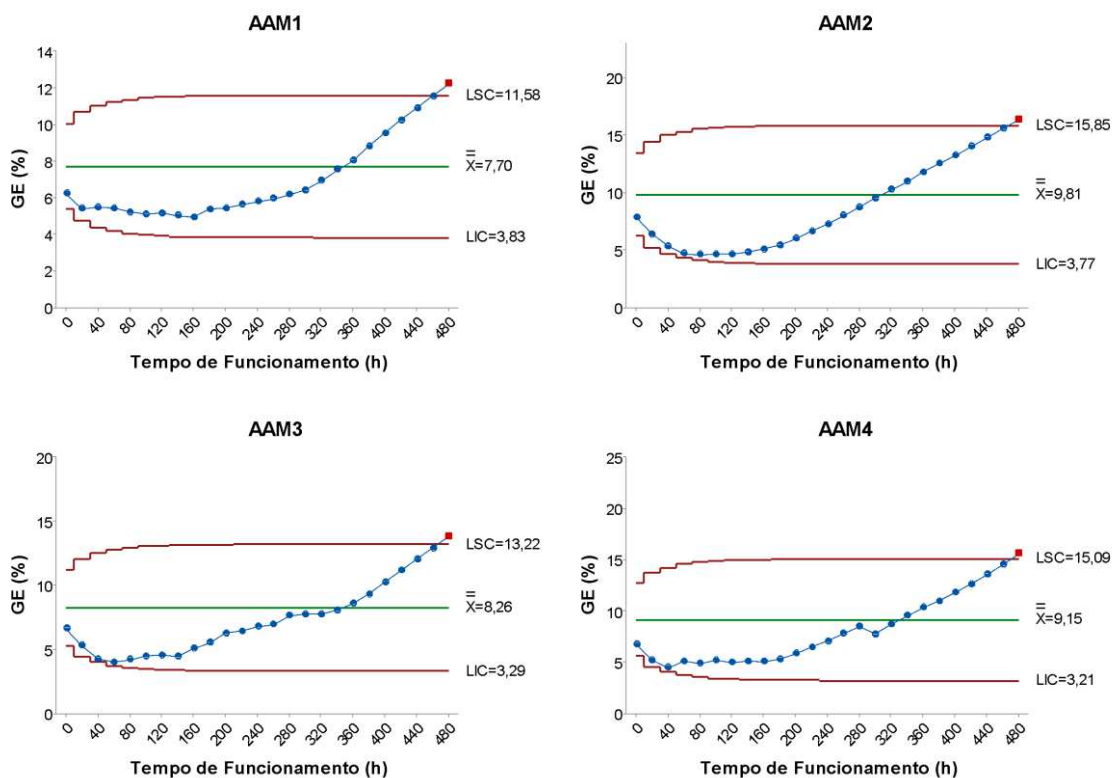 AAM1
14
12
10
8
6
4
2
0
GE (%)
LSC=11,58
X=7,70
LIC=3,83
0 40 80 120 160 200 240 280 320 360 400 440 480
Tempo de Funcionamento (h)
AAM2
20
15
10
5
0
GE (%)
LSC=15,85
X=9,81
LIC=3,77
0 40 80 120 160 200 240 280 320 360 400 440 480
Tempo de Funcionamento (h)
AAM3
20
15
10
5
0
GE (%)
LSC=13,22
X=8,26
LIC=3,29
0 40 80 120 160 200 240 280 320 360 400 440 480
Tempo de Funcionamento (h)
AAM4
25
20
15
10
5
0
GE (%)
LSC=15,09
X=9,15
LIC=3,21
0 40 80 120 160 200 240 280 320 360 400 440 480
Tempo de Funcionamento (h)